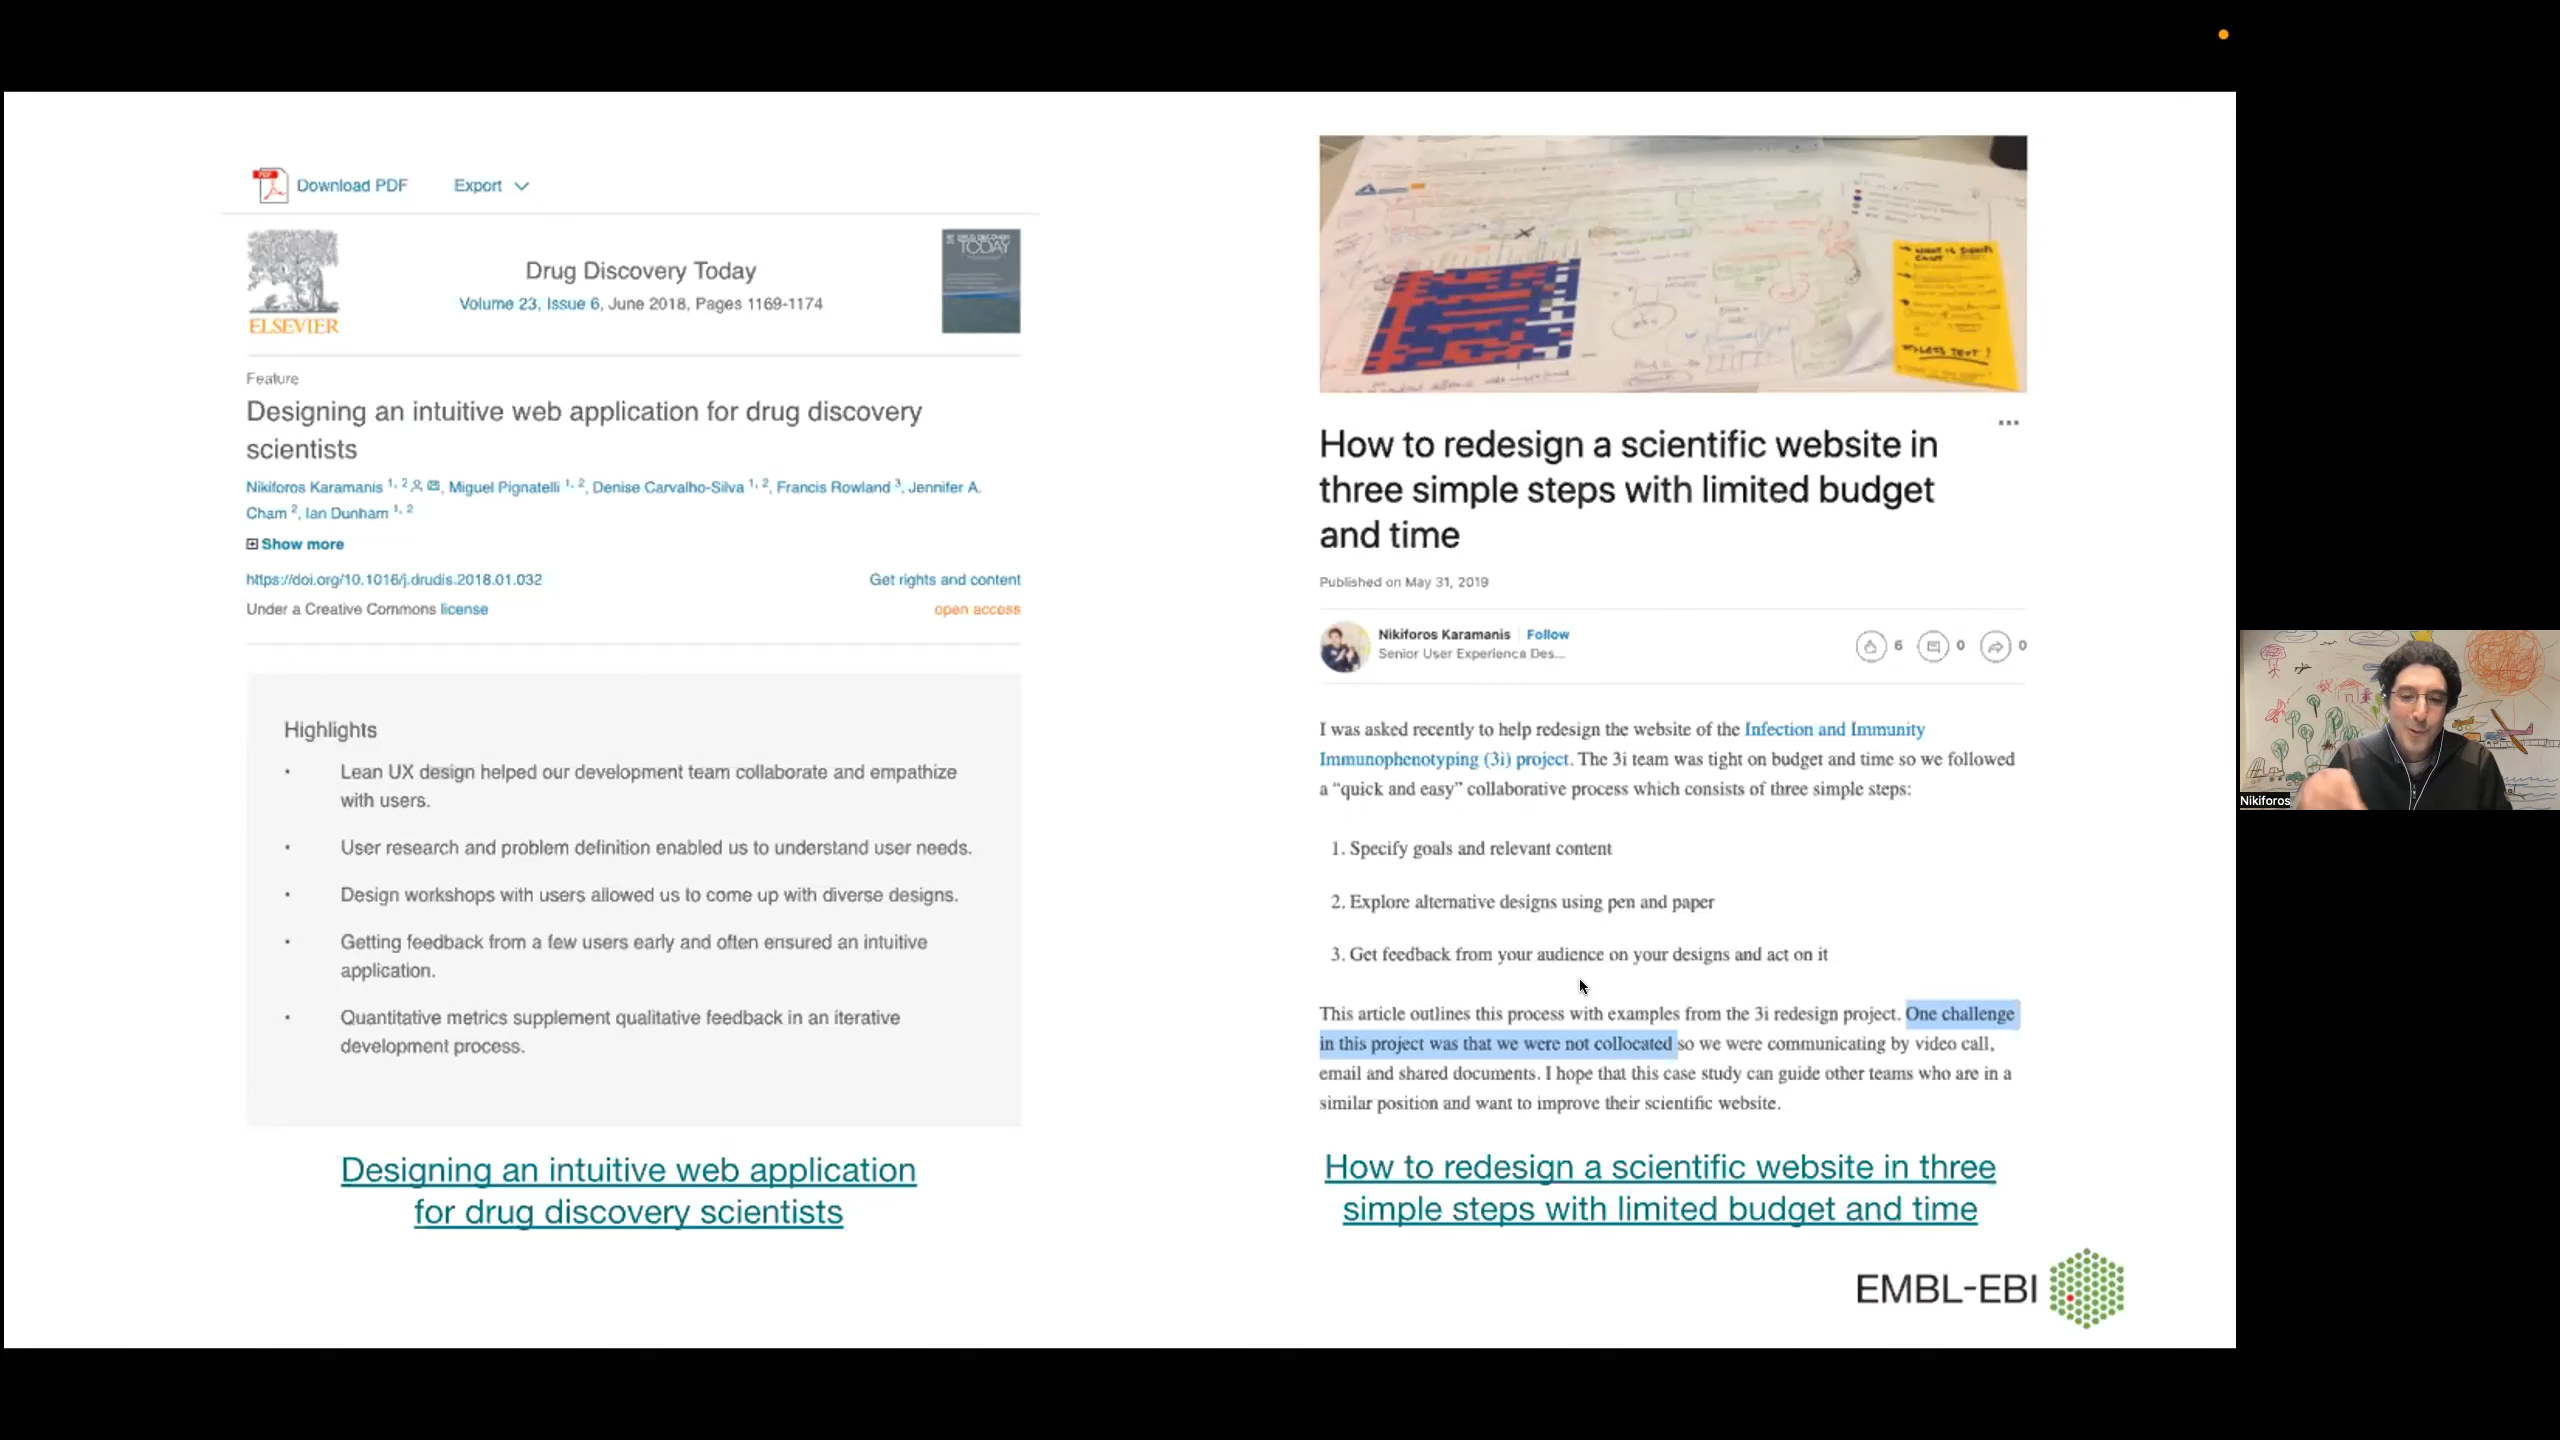 Download PDF Export
ELSEVIER
Drug Discovery Today
Volume 23, Issue 6, June 2018, Pages 1169-1174
DRUG DISCOVERY
TODAY
Feature
Designing an intuitive web application for drug discovery
scientists
Nikiforos Karamanis 1, 2, Miguel Pignatelli 1, 2, Denise Carvalho-Silva 1, 2, Francis Rowland 3, Jennifer A.
Cham 2, Ian Dunham 1, 2
Show more
https://doi.org/10.1016/j.drudis.2018.01.032 Get rights and content
Under a Creative Commons license open access
Highlights
• Lean UX design helped our development team collaborate and empathize
with users.
• User research and problem definition enabled us to understand user needs.
• Design workshops with users allowed us to come up with diverse designs.
• Getting feedback from a few users early and often ensured an intuitive
application.
• Quantitative metrics supplement qualitative feedback in an iterative
development process.
Designing an intuitive web application
for drug discovery scientists
WHAT IS
LESS TEXT!
How to redesign a scientific website in
three simple steps with limited budget
and time
Published on May 31, 2019
Nikiforos Karamanis Follow
Senior User Experience Des...
6 0 0
I was asked recently to help redesign the website of the Infection and Immunity
Immunophenotyping (3i) project. The 3i team was tight on budget and time so we followed
a “quick and easy” collaborative process which consists of three simple steps:
1. Specify goals and relevant content
2. Explore alternative designs using pen and paper
3. Get feedback from your audience on your designs and act on it
This article outlines this process with examples from the 3i redesign project. One challenge
in this project was that we were not collocated so we were communicating by video call,
email and shared documents. I hope that this case study can guide other teams who are in a
similar position and want to improve their scientific website.
How to redesign a scientific website in three
simple steps with limited budget and time
EMBL-EBI
Nikiforos